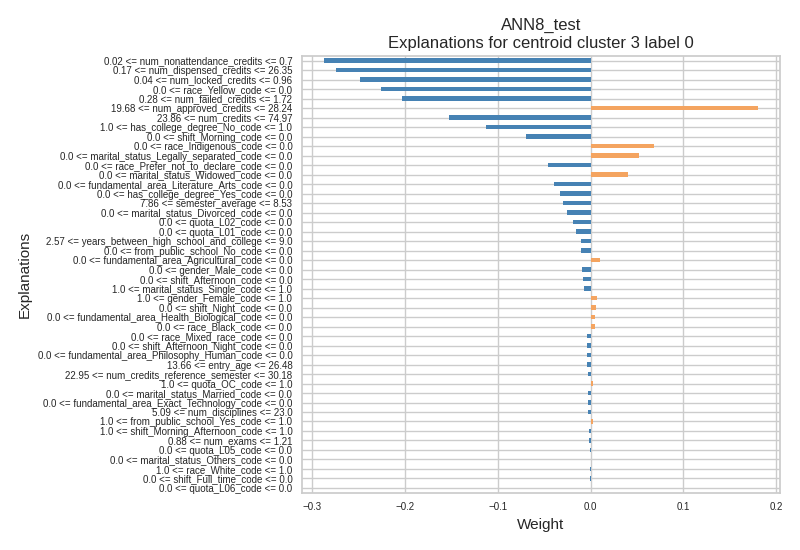 ANN8_test
Explanations for centroid cluster 3 label 0
0.02 <= num_nonattendance_credits <= 0.7
0.17 <= num_dispensed_credits <= 26.35
0.04 <= num_locked_credits <= 0.96
0.0 <= race_Yellow_code <= 0.0
0.28 <= num_failed_credits <= 1.72
19.68 <= num_approved_credits <= 28.24
23.86 <= num_credits <= 74.97
1.0 <= has_college_degree_No_code <= 1.0
0.0 <= shift_Morning_code <= 0.0
0.0 <= race_Indigenous_code <= 0.0
0.0 <= marital_status_Legally_separated_code <= 0.0
0.0 <= race_Prefer_not_to_declare_code <= 0.0
0.0 <= marital_status_Widowed_code <= 0.0
0.0 <= fundamental_area_Literature_Arts_code <= 0.0
0.0 <= has_college_degree_Yes_code <= 0.0
7.86 <= semester_average <= 8.53
0.0 <= marital_status_Divorced_code <= 0.0
0.0 <= quota_L02_code <= 0.0
0.0 <= quota_L01_code <= 0.0
2.57 <= years_between_high_school_and_college <= 9.0
0.0 <= from_public_school_No_code <= 0.0
0.0 <= fundamental_area_Agricultural_code <= 0.0
0.0 <= gender_Male_code <= 0.0
0.0 <= shift_Afternoon_code <= 0.0
1.0 <= marital_status_Single_code <= 1.0
1.0 <= gender_Female_code <= 1.0
0.0 <= shift_Night_code <= 0.0
0.0 <= fundamental_area_Health_Biological_code <= 0.0
0.0 <= race_Black_code <= 0.0
0.0 <= race_Mixed_race_code <= 0.0
0.0 <= shift_Afternoon_Night_code <= 0.0
0.0 <= fundamental_area_Philosophy_Human_code <= 0.0
13.66 <= entry_age <= 26.48
22.95 <= num_credits_reference_semester <= 30.18
1.0 <= quota_OC_code <= 1.0
0.0 <= marital_status_Married_code <= 0.0
0.0 <= fundamental_area_Exact_Technology_code <= 0.0
5.09 <= num_disciplines <= 23.0
1.0 <= from_public_school_Yes_code <= 1.0
1.0 <= shift_Morning_Afternoon_code <= 1.0
0.88 <= num_exams <= 1.21
0.0 <= quota_L05_code <= 0.0
0.0 <= marital_status_Others_code <= 0.0
1.0 <= race_White_code <= 1.0
0.0 <= shift_Full_time_code <= 0.0
0.0 <= quota_L06_code <= 0.0
Explanations
−0.3 −0.2 −0.1 0.0 0.1 0.2
Weight